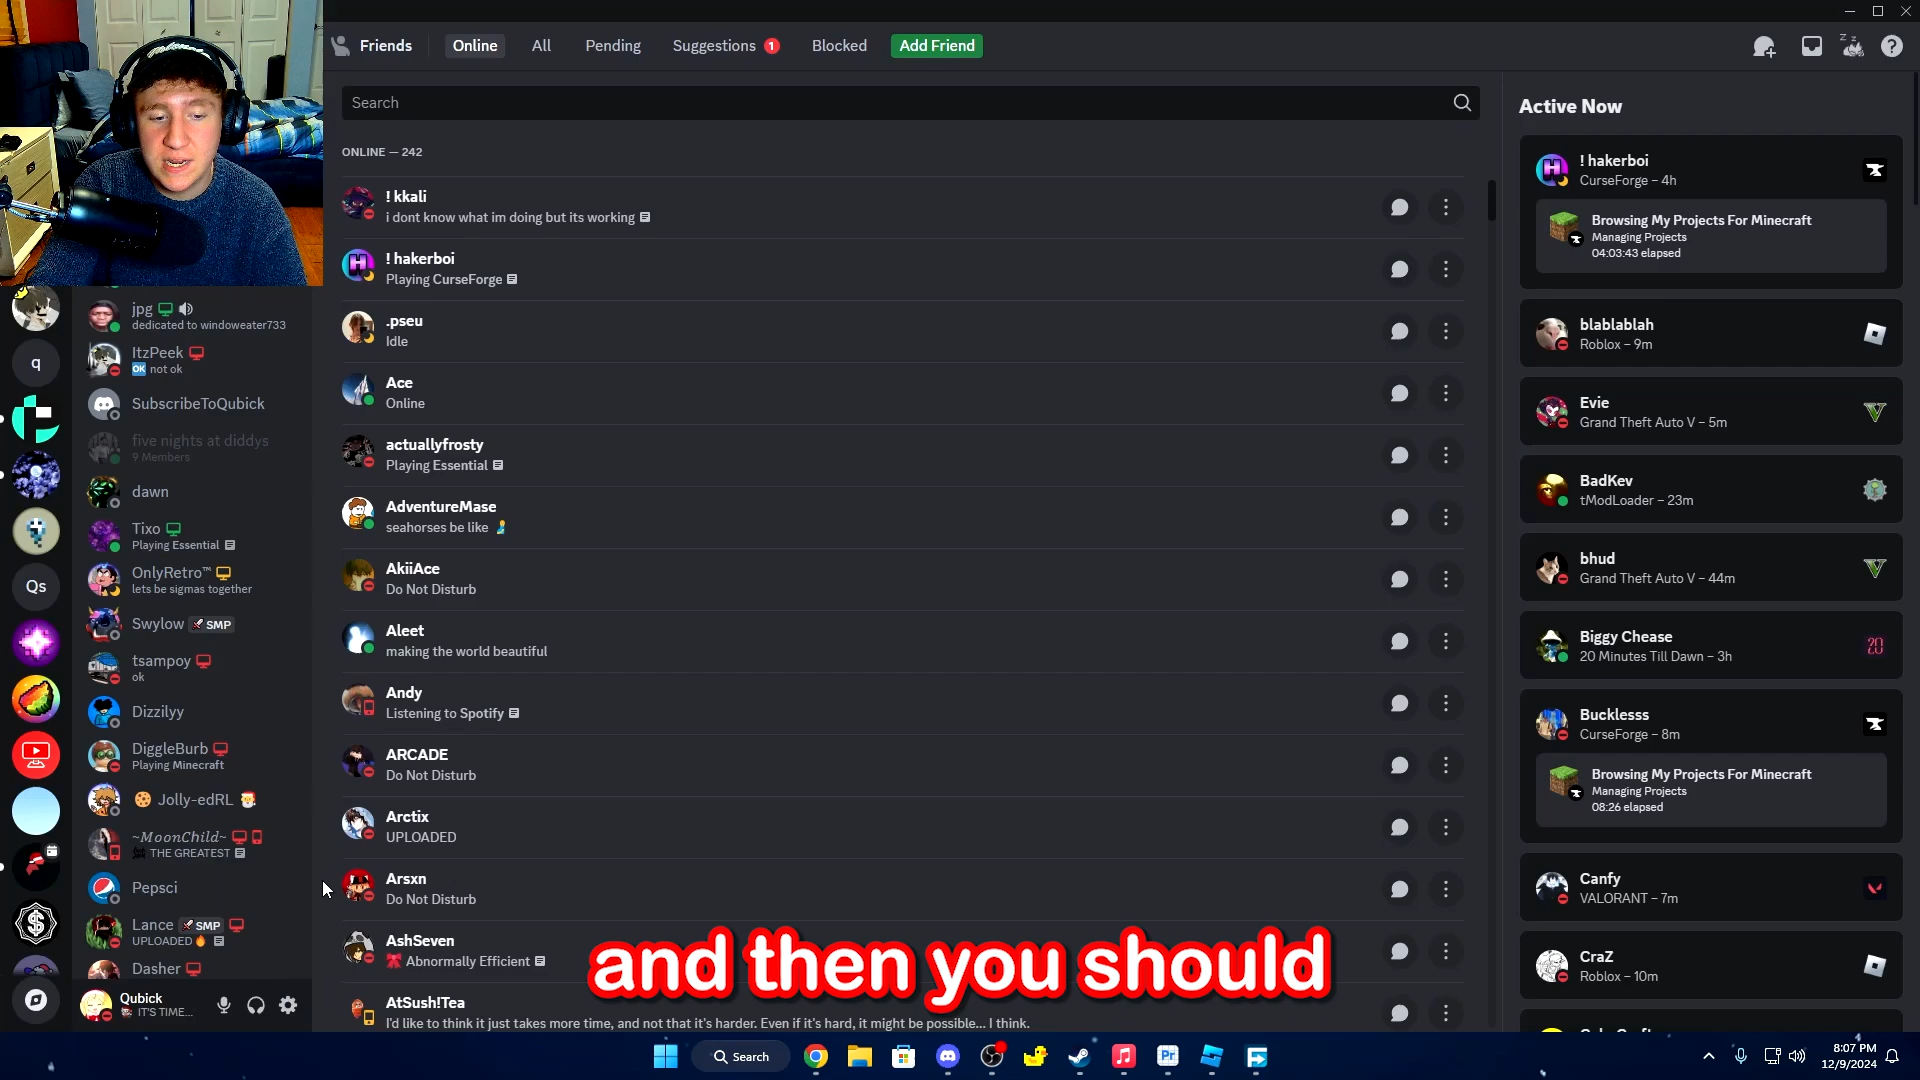 Friends
Online
All
Pending
Suggestions 1
Blocked
Add Friend
Search
Active Now
ONLINE — 242
! kkali
i dont know what im doing but its working
! hakerboi
Playing CurseForge
.pseu
Idle
Ace
Online
actuallyfrosty
Playing Essential
AdventureMase
seahorses be like
AkiiAce
Do Not Disturb
Aleet
making the world beautiful
Andy
Listening to Spotify
ARCADE
Do Not Disturb
Arctix
UPLOADED
Arsxn
Do Not Disturb
AshSeven
Abnormally Efficient
AtSush!Tea
I'd like to think it just takes more time, and not that it's harder. Even if it's hard, it might be possible... I think.
! hakerboi
CurseForge – 4h
Browsing My Projects For Minecraft
Managing Projects
04:03:43 elapsed
blablablah
Roblox – 9m
Evie
Grand Theft Auto V – 5m
BadKev
tModLoader – 23m
bhud
Grand Theft Auto V – 44m
Biggy Chease
20 Minutes Till Dawn – 3h
20
Bucklesss
CurseForge – 8m
Browsing My Projects For Minecraft
Managing Projects
08:26 elapsed
Canfy
VALORANT – 7m
CraZ
Roblox – 10m
jpg
dedicated to windoweater733
ItzPeek
OK not ok
SubscribeToQubick
five nights at diddys
9 Members
dawn
Tixo
Playing Essential
OnlyRetro™
lets be sigmas together
Swylow SMP
tsampoy
ok
Dizzilyy
DiggleBurb
Playing Minecraft
Jolly-edRL
~MoonChild~
THE GREATEST
Pepsci
Lance SMP
UPLOADED
Dasher
q
Qs
Qubick
IT'S TIME...
and then you should
Search
Pr
8:07 PM
12/9/2024